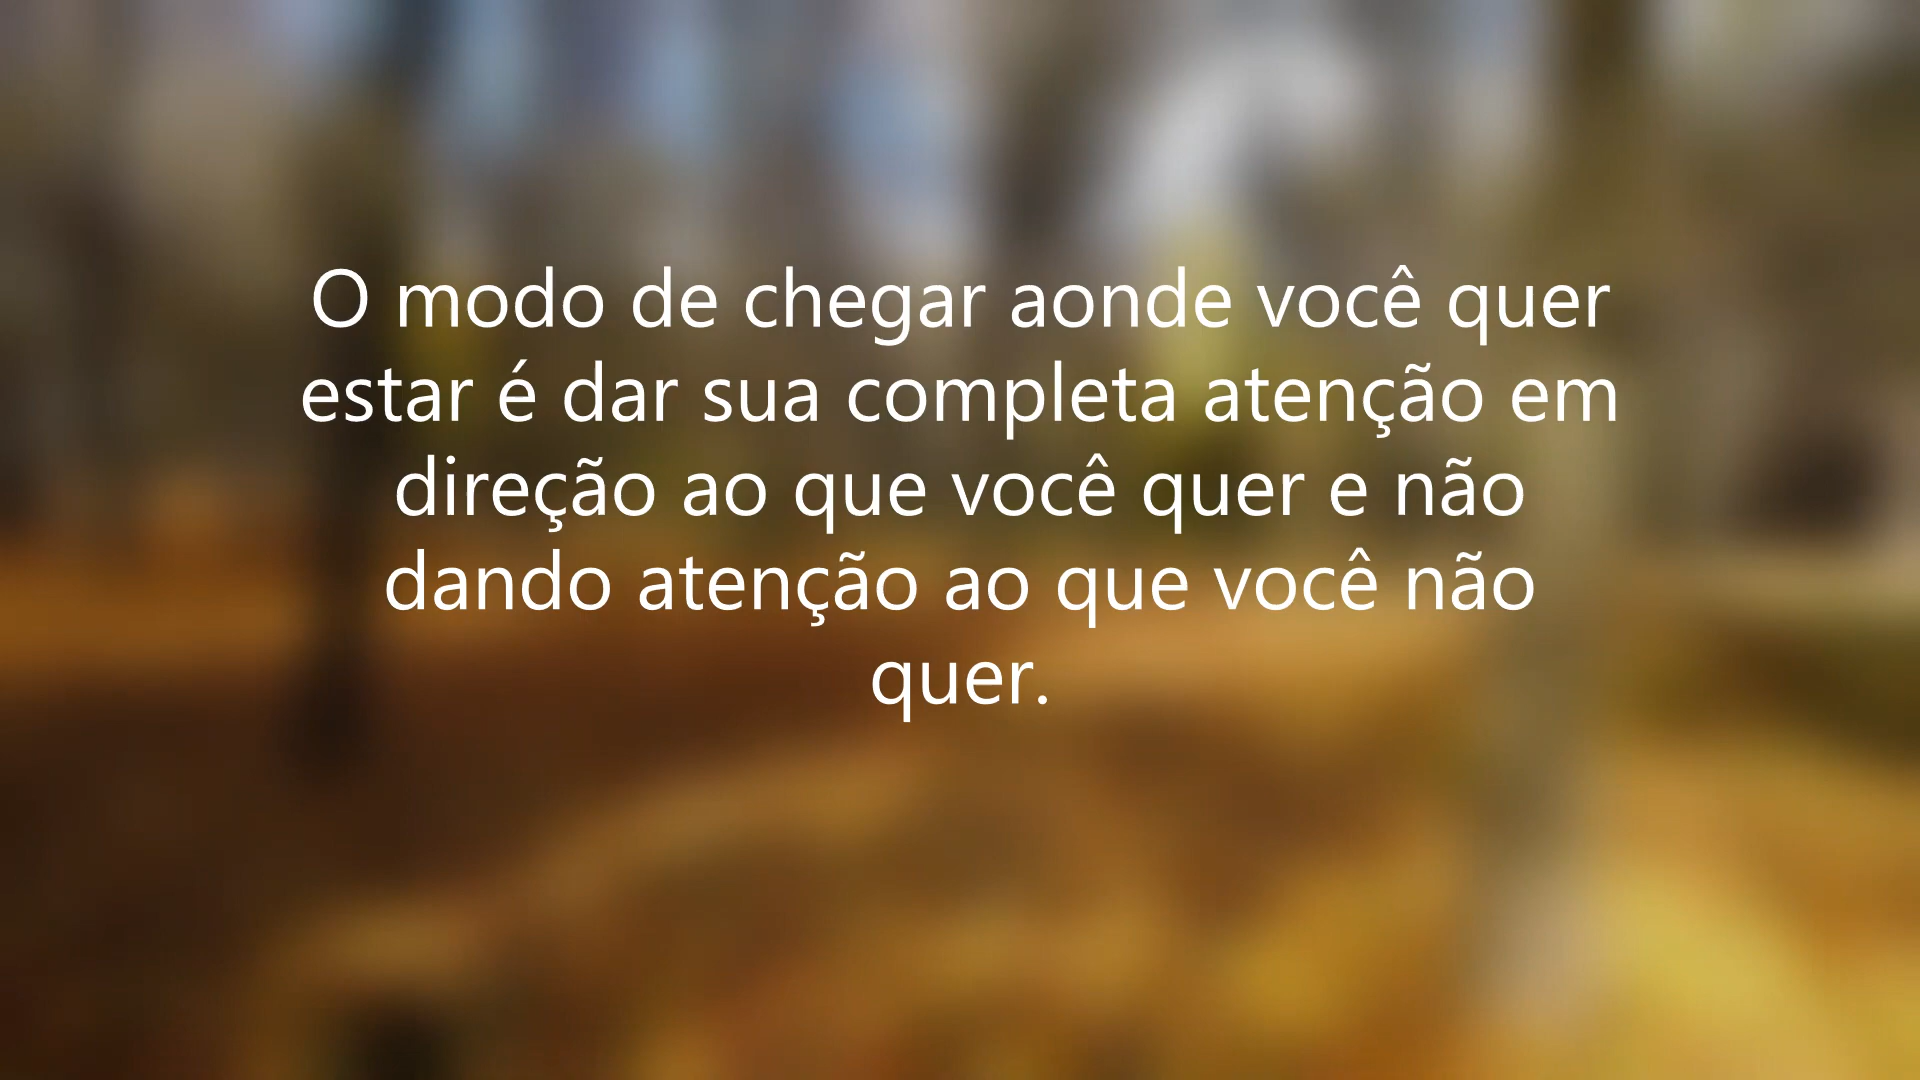 O modo de chegar aonde você quer
estar é dar sua completa atenção em
direção ao que você quer e não
dando atenção ao que você não
quer.